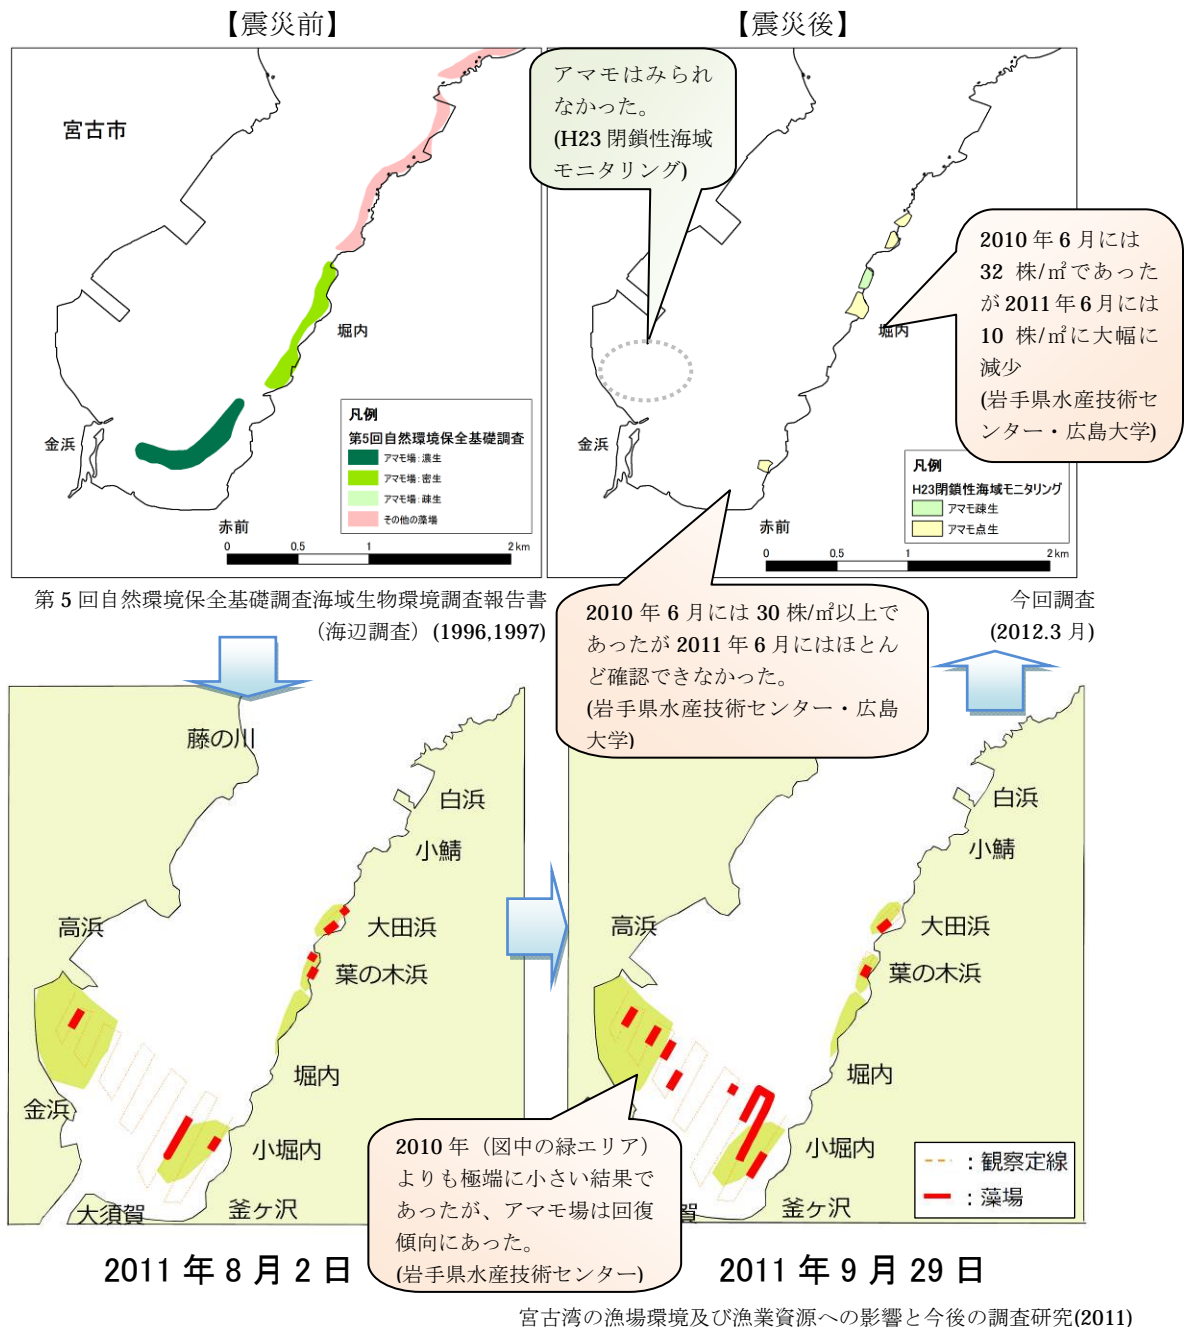 【震災前】
【震災後】
宮古市
堀内
金浜
赤前
凡例
第5回自然環境保全基礎調査
アマモ場：濃生
アマモ場：密生
アマモ場：疎生
その他の藻場
0 0.5 1 2 km
アマモはみられ
なかった。
(H23 閉鎖性海域
モニタリング)
2010 年 6 月には
32 株/㎡であった
が 2011 年 6 月には
10 株/㎡に大幅に
減少
(岩手県水産技術セ
ンター・広島大学)
堀内
金浜
赤前
凡例
H23閉鎖性海域モニタリング
アマモ疎生
アマモ点生
0 0.5 1 2 km
第 5 回自然環境保全基礎調査海域生物環境調査報告書
（海辺調査）(1996,1997)
2010 年 6 月には 30 株/㎡以上で
あったが 2011 年 6 月にはほとん
ど確認できなかった。
(岩手県水産技術センター・広島
大学)
今回調査
(2012.3 月)
藤の川
白浜
小鯖
高浜
大田浜
葉の木浜
堀内
金浜
小堀内
大須賀
釜ヶ沢
白浜
小鯖
高浜
大田浜
葉の木浜
堀内
金浜
小堀内
賀
釜ヶ沢
：観察定線
：藻場
2010 年（図中の緑エリア）
よりも極端に小さい結果で
あったが、アマモ場は回復
傾向にあった。
(岩手県水産技術センター)
2011 年 8 月 2 日
2011 年 9 月 29 日
宮古湾の漁場環境及び漁業資源への影響と今後の調査研究(2011)